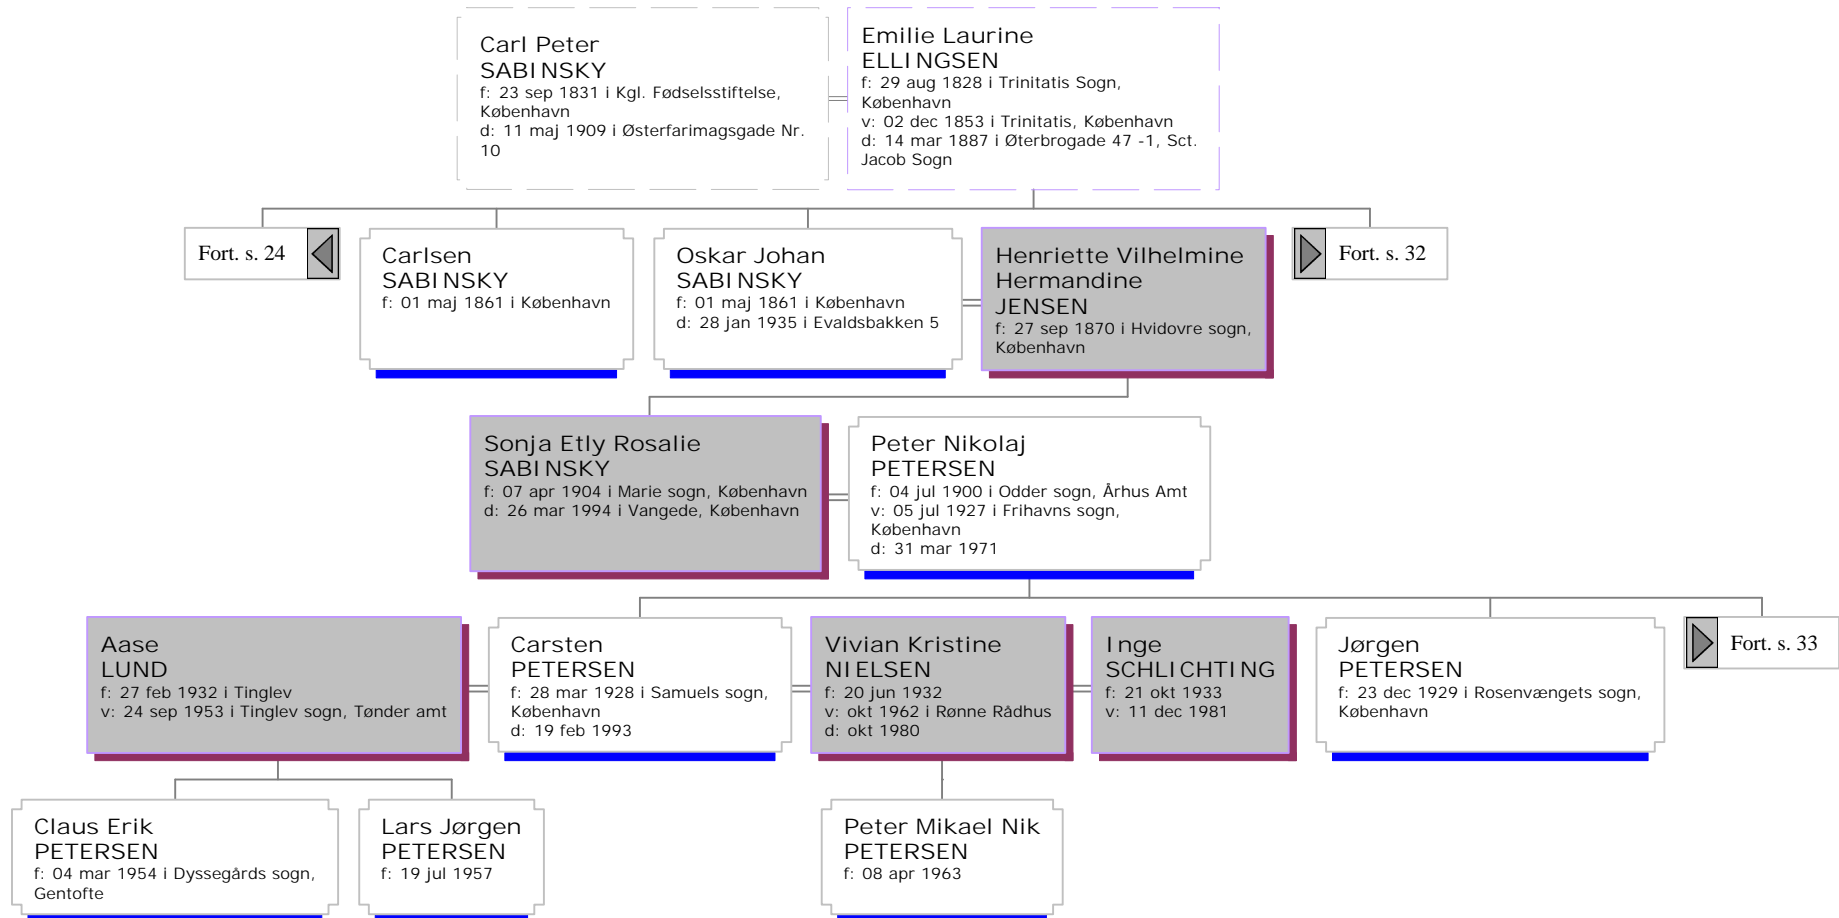 Carl Peter
SABINSKY
f: 23 sep 1831 i Kgl. Fødselsstiftelse,
København
d: 11 maj 1909 i Østerfarimagsgade Nr.
10
Emilie Laurine
ELLINGSEN
f: 29 aug 1828 i Trinitatis Sogn,
København
v: 02 dec 1853 i Trinitatis, København
d: 14 mar 1887 i Øterbrogade 47 -1, Sct.
Jacob Sogn
Fort. s. 24
Carlsen
SABINSKY
f: 01 maj 1861 i København
Oskar Johan
SABINSKY
f: 01 maj 1861 i København
d: 28 jan 1935 i Evaldsbakken 5
Henriette Vilhelmine
Hermandine
JENSEN
f: 27 sep 1870 i Hvidovre sogn,
København
Fort. s. 32
Sonja Etly Rosalie
SABINSKY
f: 07 apr 1904 i Marie sogn, København
d: 26 mar 1994 i Vangede, København
Peter Nikolaj
PETERSEN
f: 04 jul 1900 i Odder sogn, Århus Amt
v: 05 jul 1927 i Frihavns sogn,
København
d: 31 mar 1971
Aase
LUND
f: 27 feb 1932 i Tinglev
v: 24 sep 1953 i Tinglev sogn, Tønder amt
Carsten
PETERSEN
f: 28 mar 1928 i Samuels sogn,
København
d: 19 feb 1993
Vivian Kristine
NIELSEN
f: 20 jun 1932
v: okt 1962 i Rønne Rådhus
d: okt 1980
Inge
SCHLICHTING
f: 21 okt 1933
v: 11 dec 1981
Jørgen
PETERSEN
f: 23 dec 1929 i Rosenvængets sogn,
København
Fort. s. 33
Claus Erik
PETERSEN
f: 04 mar 1954 i Dyssegårds sogn,
Gentofte
Lars Jørgen
PETERSEN
f: 19 jul 1957
Peter Mikael Nik
PETERSEN
f: 08 apr 1963